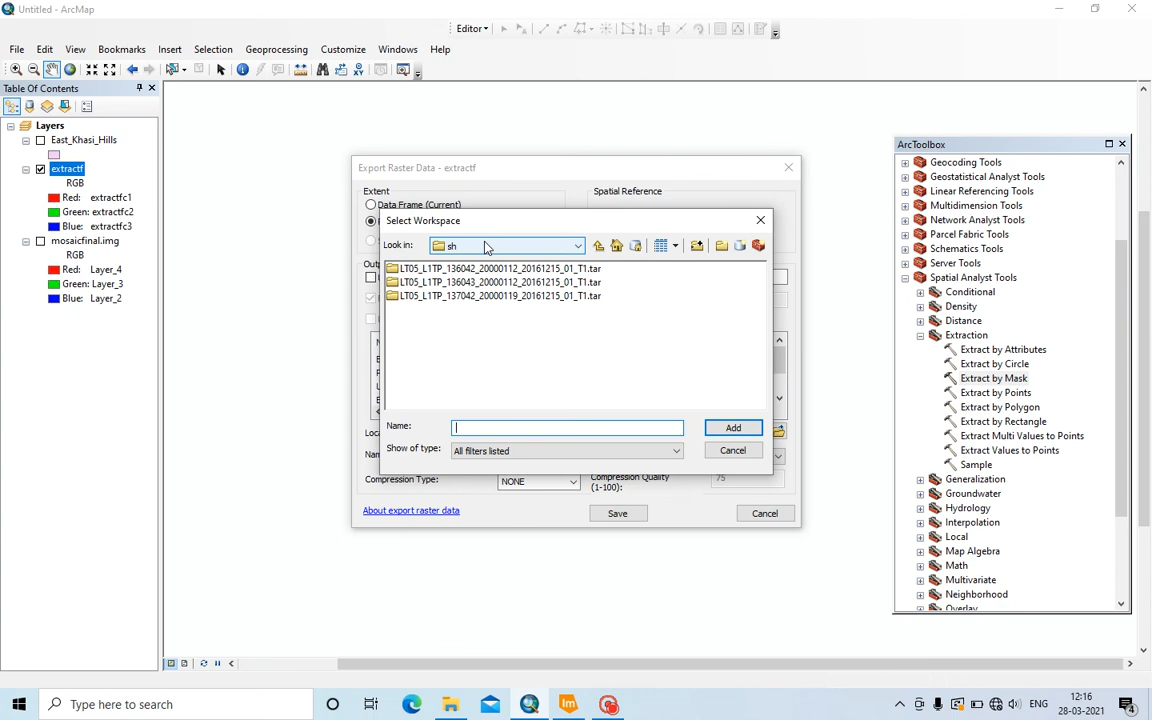 Untitled - ArcMap
Editor
File Edit View Bookmarks Insert Selection Geoprocessing Customize Windows Help
Table Of Contents
Layers
East_Khasi_Hills
extractf
RGB
Red: extractfc1
Green: extractfc2
Blue: extractfc3
mosaicfinal.img
RGB
Red: Layer_4
Green: Layer_3
Blue: Layer_2
Export Raster Data - extractf
Extent
Data Frame (Current)
Spatial Reference
Select Workspace
Look in: sh
LT05_L1TP_136042_20000112_20161215_01_T1.tar
LT05_L1TP_136043_20000112_20161215_01_T1.tar
LT05_L1TP_137042_20000119_20161215_01_T1.tar
Name:
Add
Show of type: All filters listed
Cancel
Compression Type: NONE
Compression Quality
(1-100): 75
About export raster data
Save
Cancel
ArcToolbox
Geocoding Tools
Geostatistical Analyst Tools
Linear Referencing Tools
Multidimension Tools
Network Analyst Tools
Parcel Fabric Tools
Schematics Tools
Server Tools
Spatial Analyst Tools
Conditional
Density
Distance
Extraction
Extract by Attributes
Extract by Circle
Extract by Mask
Extract by Points
Extract by Polygon
Extract by Rectangle
Extract Multi Values to Points
Extract Values to Points
Sample
Generalization
Groundwater
Hydrology
Interpolation
Local
Map Algebra
Math
Multivariate
Neighborhood
Overlay
Type here to search
ENG
12:16
28-03-2021
4